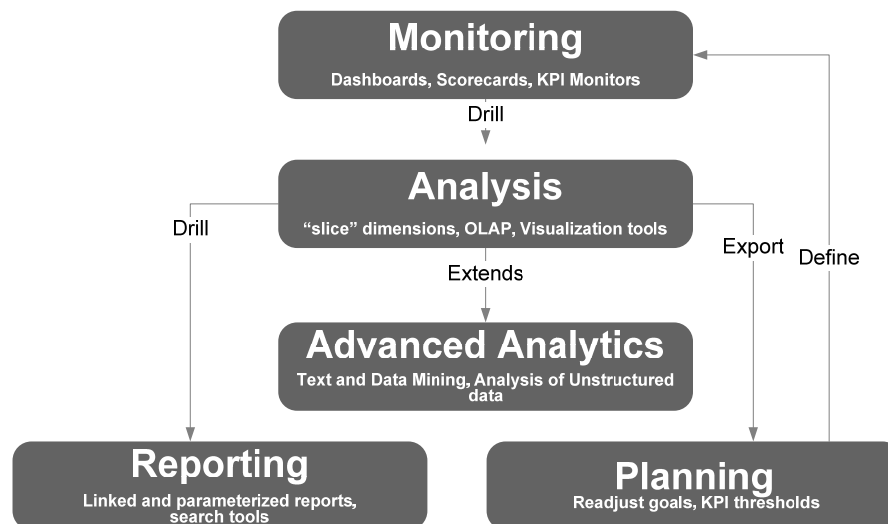 Monitoring
Dashboards, Scorecards, KPI Monitors
Drill
Analysis
“slice” dimensions, OLAP, Visualization tools
Drill
Export
Define
Extends
Advanced Analytics
Text and Data Mining, Analysis of Unstructured
data
Reporting
Linked and parameterized reports,
search tools
Planning
Readjust goals, KPI thresholds